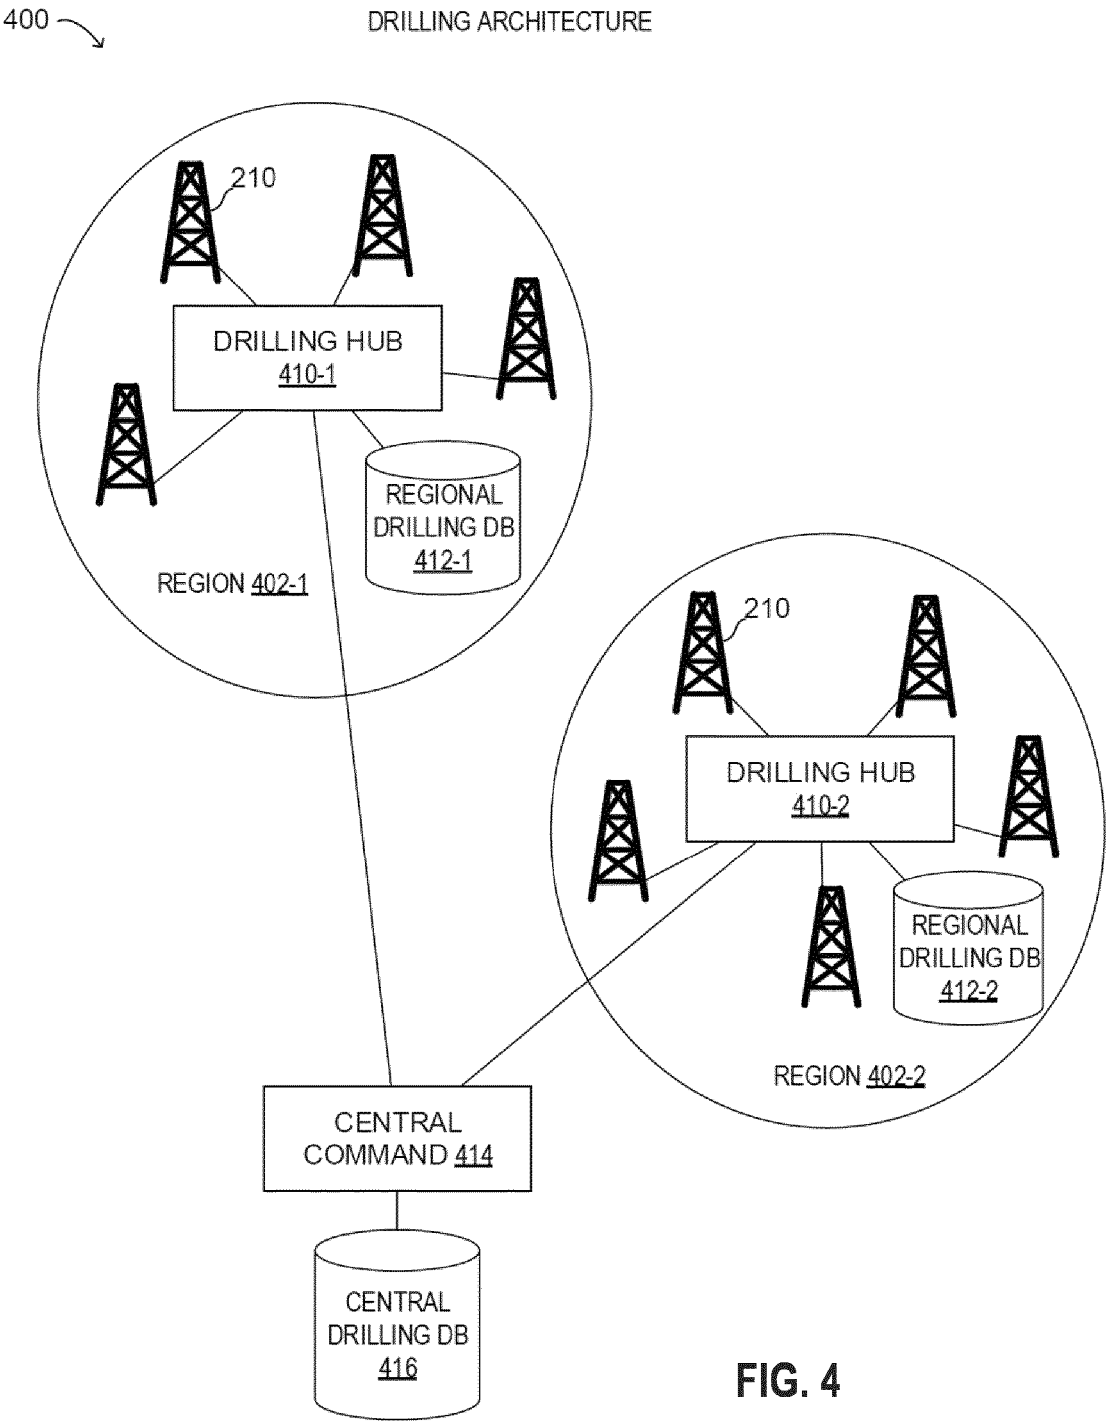 400
DRILLING ARCHITECTURE
210
DRILLING HUB
410-1
REGIONAL
DRILLING DB
412-1
REGION 402-1
210
DRILLING HUB
410-2
REGIONAL
DRILLING DB
412-2
REGION 402-2
CENTRAL
COMMAND 414
CENTRAL
DRILLING DB
416
FIG. 4